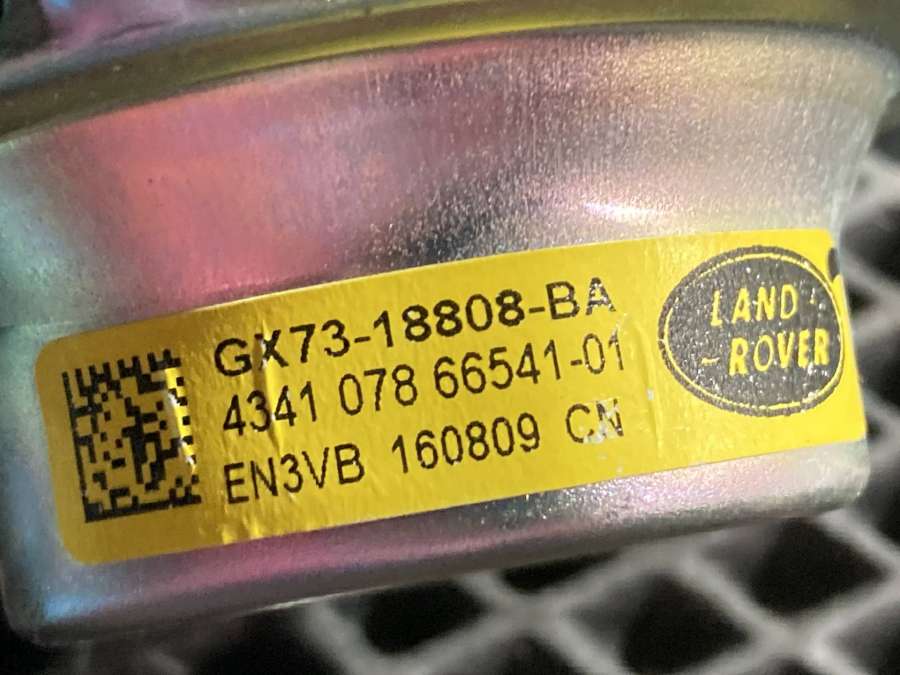 GX73-18808-BA
4341 078 66541-01
EN3VB 160809 CN
LAND
-ROVER